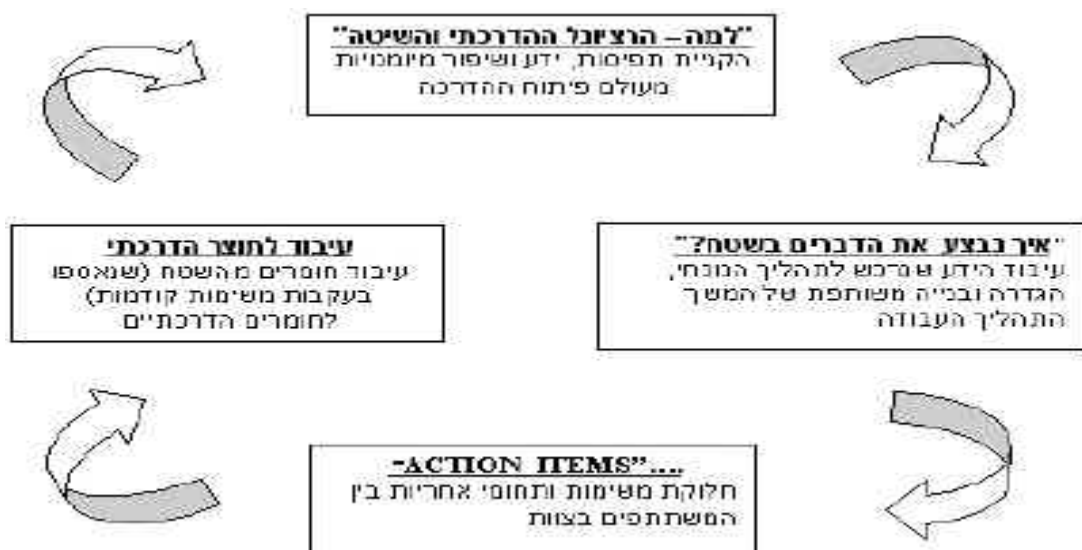 "למה – הרציונל ההדרכתי והשיטה"
הקניית תפיסות, ידע ושיפור מיומנויות
מעולם פיתוח ההדרכה
"איך נבצע את הדברים בשטח?"
עיבוד הידע שנרכש לתהליך הנוכחי,
הגדרה ובנייה משותפת של המשך
התהליך העבודה
"ACTION ITEMS"….
חלוקת משימות ותחומי אחריות בין
המשתתפים בצוות
עיבוד לתוצר הדרכתי
עיבוד חומרים מהשטח (שנאספו
בעקבות משימות קודמות)
לחומרים הדרכתיים